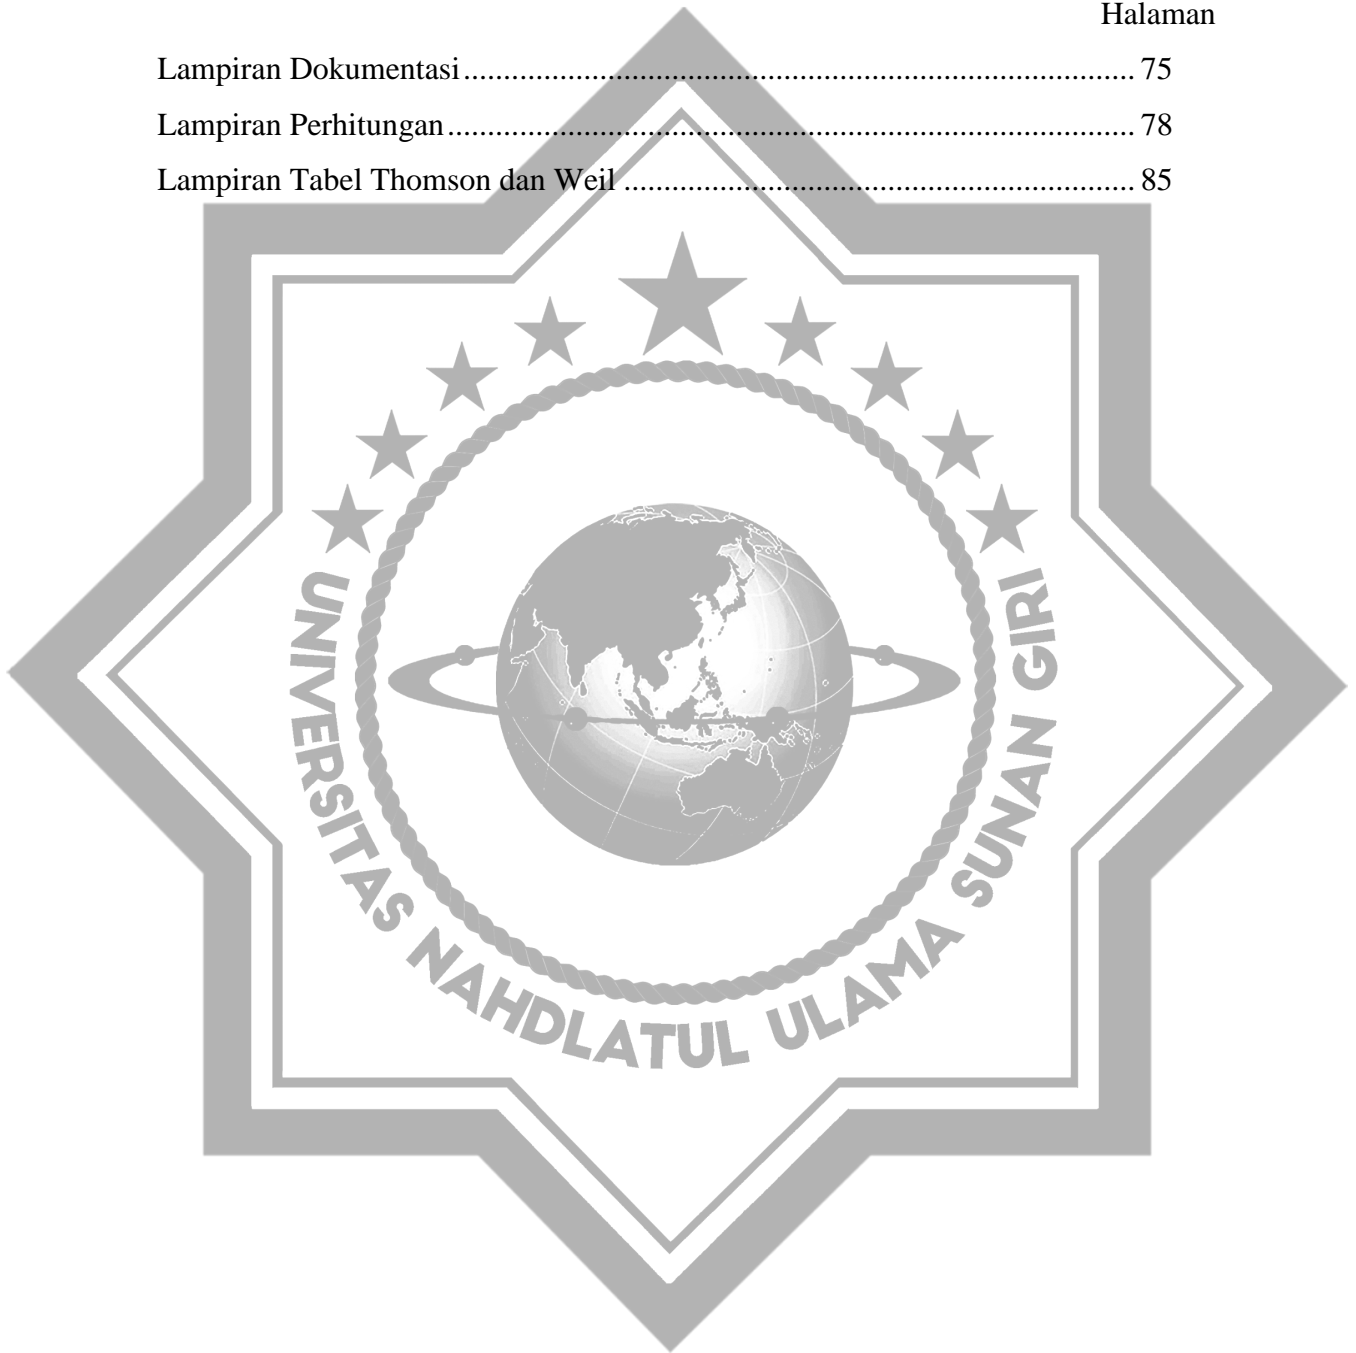 Halaman
Lampiran Dokumentasi........................................................................................ 75
Lampiran Perhitungan.......................................................................................... 78
Lampiran Tabel Thomson dan Weil ................................................................... 85
UNIVERSITAS NAHDLATUL ULAMA SUNAN GIRI